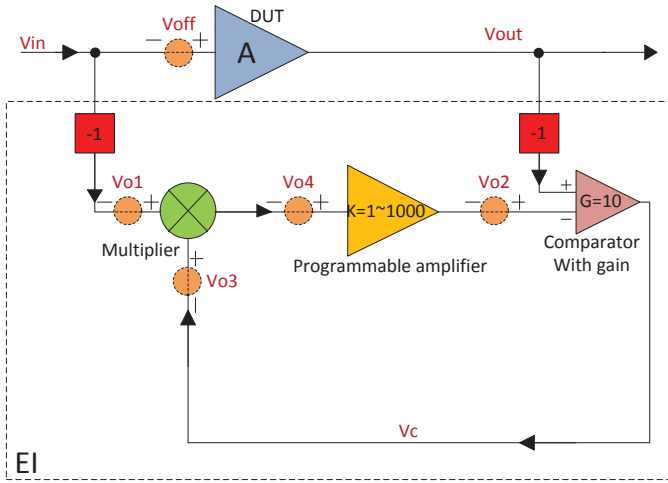 DUT
Vin
Voff
Vout
− +
A
-1
-1
Vo1
Vo4
Vo2
+
− +
− +
K=1~1000
− +
−
G=10
Multiplier
Programmable amplifier
Comparator
With gain
+
Vo3
−
Vc
EI